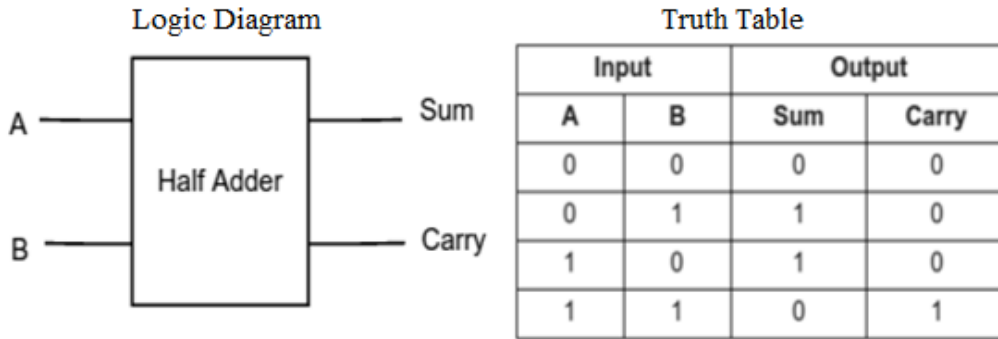 Logic Diagram
A
B
Half Adder
Sum
Carry
Truth Table
Input Output
A B Sum Carry
0 0 0 0
0 1 1 0
1 0 1 0
1 1 0 1